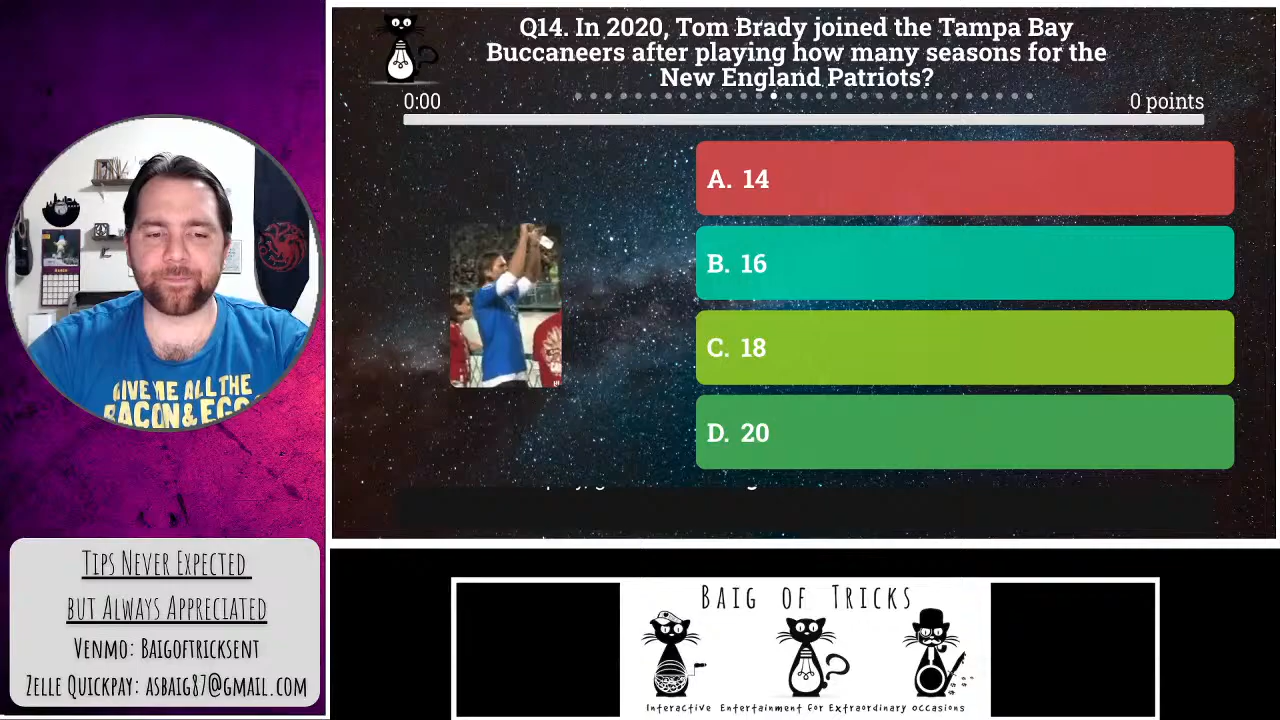 Q14. In 2020, Tom Brady joined the Tampa Bay
Buccaneers after playing how many seasons for the
New England Patriots?
0:00
0 points
A. 14
B. 16
C. 18
D. 20
GIVE ME ALL THE
BACON & EGGS
Tips Never Expected
but Always Appreciated
Venmo: Baigoftricksent
Zelle Quickpay: asbaig87@gmail.com
Baig of Tricks
Interactive Entertainment for Extraordinary Occasions